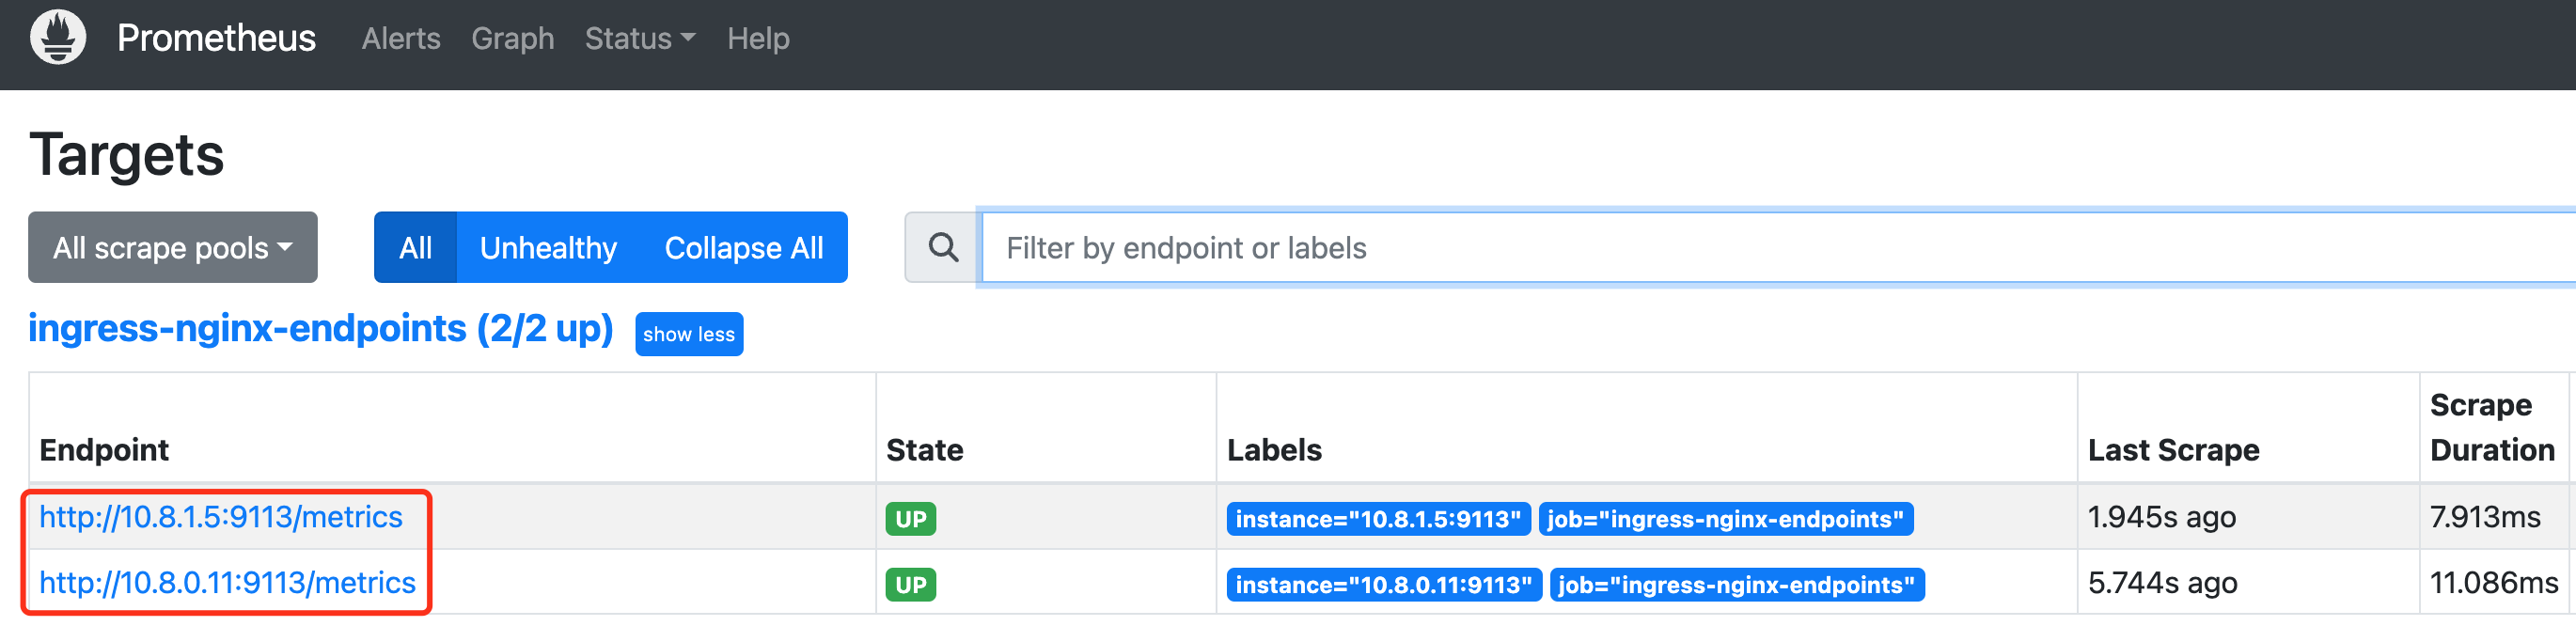 Prometheus Alerts Graph Status Help
Targets
All scrape pools All Unhealthy Collapse All Filter by endpoint or labels
ingress-nginx-endpoints (2/2 up) show less
Endpoint State Labels Last Scrape Scrape Duration
http://10.8.1.5:9113/metrics UP instance="10.8.1.5:9113" job="ingress-nginx-endpoints" 1.945s ago 7.913ms
http://10.8.0.11:9113/metrics UP instance="10.8.0.11:9113" job="ingress-nginx-endpoints" 5.744s ago 11.086ms